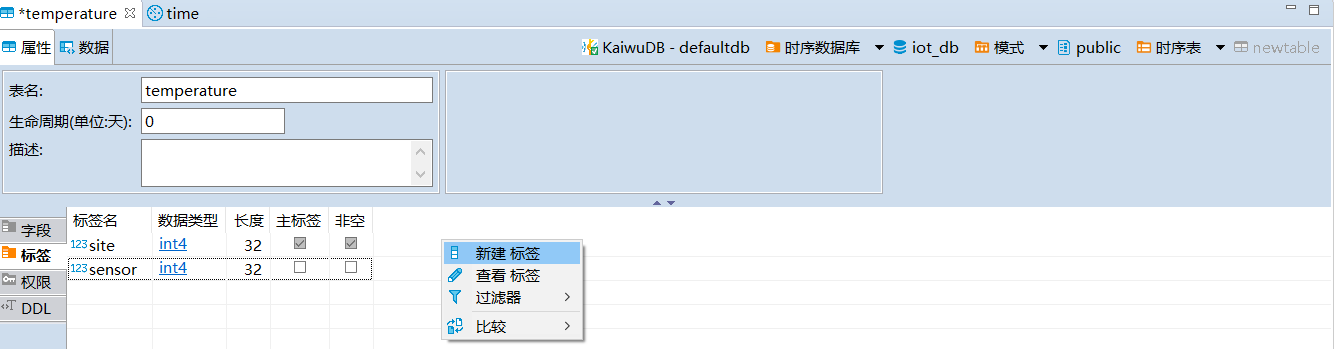 *temperature
time
属性
数据
KaiwuDB - defaultdb
时序数据库
iot_db
模式
public
时序表
newtable
表名:
temperature
生命周期(单位:天):
0
描述:
字段
标签
权限
DDL
标签名 数据类型 长度 主标签 非空
123 site int4 32
123 sensor int4 32
新建 标签
查看 标签
过滤器
比较